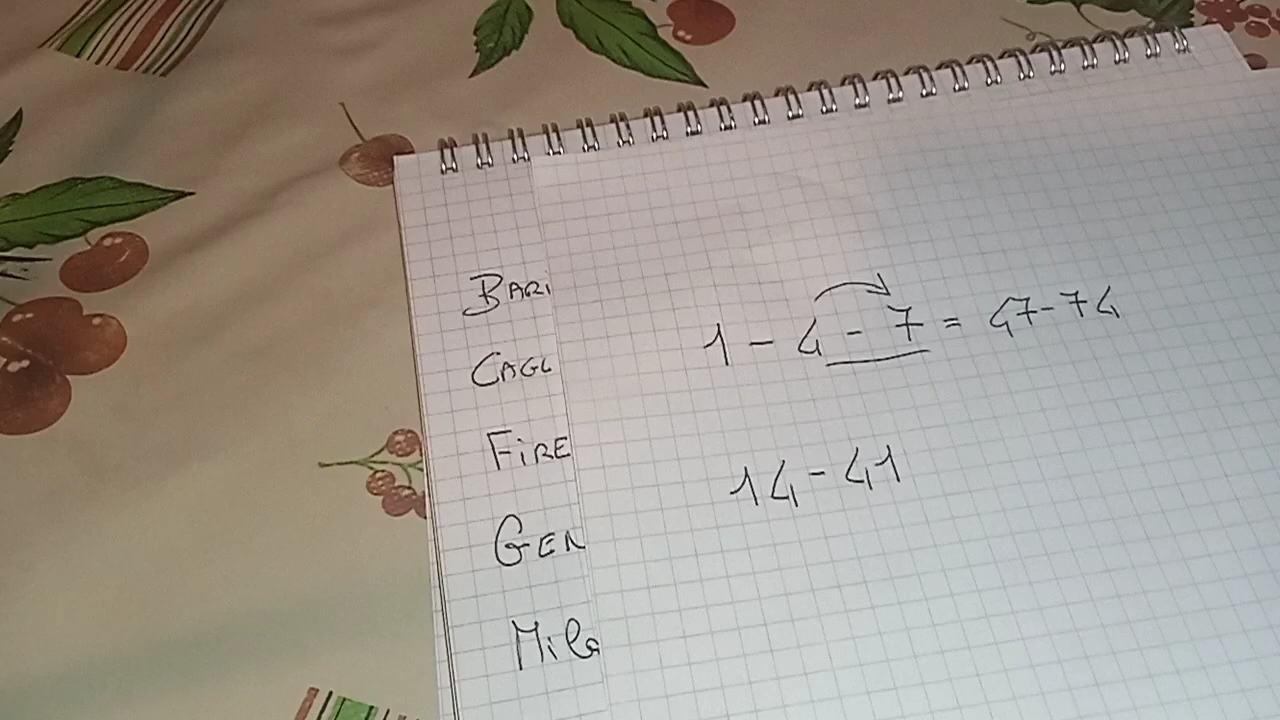 BARI
CAGL
FIRE
GEN
Mila
1 - 4 - 7 = 47-74
14-41